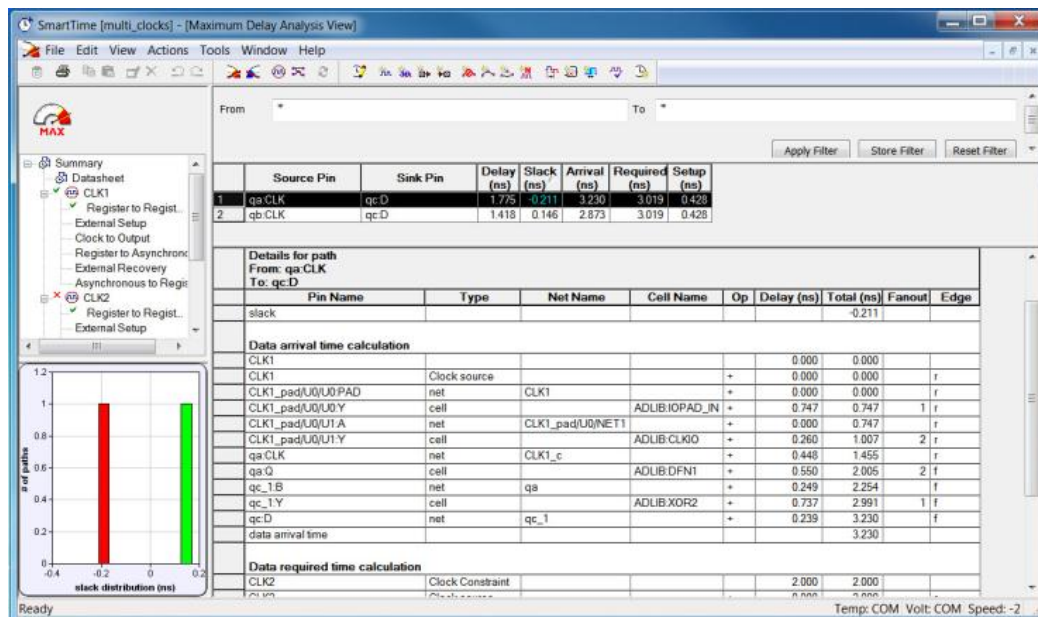 SmartTime [multi_clocks] - [Maximum Delay Analysis View]
File Edit View Actions Tools Window Help
MAX
From * To *
Apply Filter Store Filter Reset Filter
Summary
Datasheet
CLK1
Register to Regist...
External Setup
Clock to Output
Register to Asynchrono
External Recovery
Asynchronous to Regis
CLK2
Register to Regist...
External Setup
Source Pin Sink Pin Delay (ns) Slack (ns) Arrival (ns) Required (ns) Setup (ns)
1 qa:CLK qc:D 1.775 -0.211 3.230 3.019 0.428
2 qb:CLK qc:D 1.418 0.146 2.873 3.019 0.428
Details for path
From: qa:CLK
To: qc:D
Pin Name Type Net Name Cell Name Op Delay (ns) Total (ns) Fanout Edge
slack -0.211
Data arrival time calculation
CLK1 0.000 0.000
CLK1 Clock source + 0.000 0.000 r
CLK1_pad/U0/U0:PAD net CLK1 + 0.000 0.000 r
CLK1_pad/U0/U0:Y cell ADLIB:IOPAD_IN + 0.747 0.747 1 r
CLK1_pad/U0/U1:A net CLK1_pad/U0/NET1 + 0.000 0.747 r
CLK1_pad/U0/U1:Y cell ADLIB:CLKIO + 0.260 1.007 2 r
qa:CLK net CLK1_c + 0.448 1.455 r
qa:Q cell ADLIB:DFN1 + 0.550 2.005 2 f
qc_1:B net qa + 0.249 2.254 f
qc_1:Y cell ADLIB:XOR2 + 0.737 2.991 1 f
qc:D net qc_1 + 0.239 3.230 f
data arrival time 3.230
Data required time calculation
CLK2 Clock Constraint 2.000 2.000
# of paths
1.2
1
0.8
0.6
0.4
0.2
0
-0.4 -0.2 0 0.2
slack distribution (ns)
Ready Temp: COM Volt: COM Speed: -2